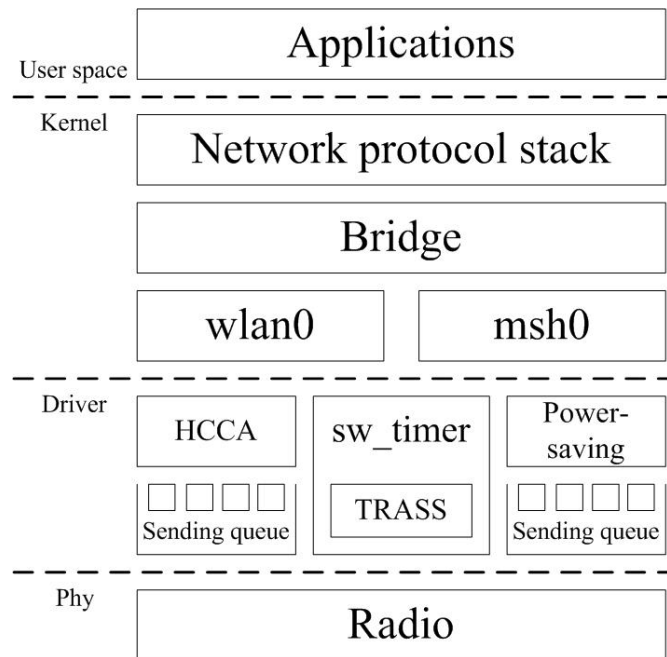 Applications
User space
Kernel
Network protocol stack
Bridge
wlan0 msh0
Driver
HCCA sw_timer Power-
saving
TRASS
Sending queue Sending queue
Phy
Radio